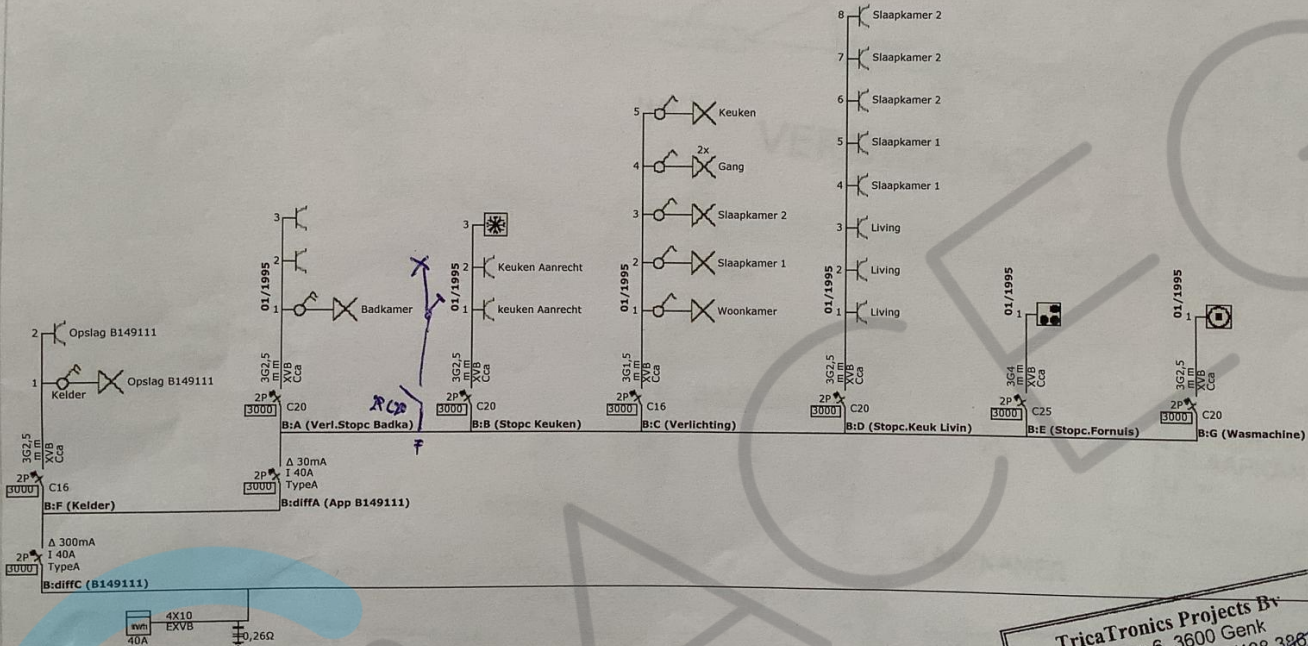 8 Slaapkamer 2
7 Slaapkamer 2
6 Slaapkamer 2
5 Slaapkamer 1
4 Slaapkamer 1
3 Living
2 Living
1 Living
01/1995
3G2,5
m m
XVB
Cca
2P
3000
C20
B:D (Stopc.Keuk Livin)
5 Keuken
2x
4 Gang
3 Slaapkamer 2
2 Slaapkamer 1
1 Woonkamer
01/1995
3G1,5
m m
XVB
Cca
2P
3000
C16
B:C (Verlichting)
3
2 Keuken Aanrecht
1 keuken Aanrecht
01/1995
3G2,5
m m
XVB
Cca
2P
3000
C20
B:B (Stopc Keuken)
3
2
1 Badkamer
01/1995
3G2,5
m m
XVB
Cca
2P
3000
C20
B:A (Verl.Stopc Badka)
C20
F
2 Opslag B149111
1 Opslag B149111
Kelder
3G2,5
m m
XVB
Cca
2P
3000
C16
B:F (Kelder)
1
01/1995
3G4
m m
XVB
Cca
2P
3000
C25
B:E (Stopc.Fornuis)
1
01/1995
3G2,5
m m
XVB
Cca
2P
3000
C20
B:G (Wasmachine)
Δ 30mA
2P I 40A
3000 TypeA
B:diffA (App B149111)
Δ 300mA
2P I 40A
3000 TypeA
B:diffC (B149111)
4X10
EXVB
kWh
40A
0,26Ω
TricaTronics Projects Bv
6, 3600 Genk
ACEG